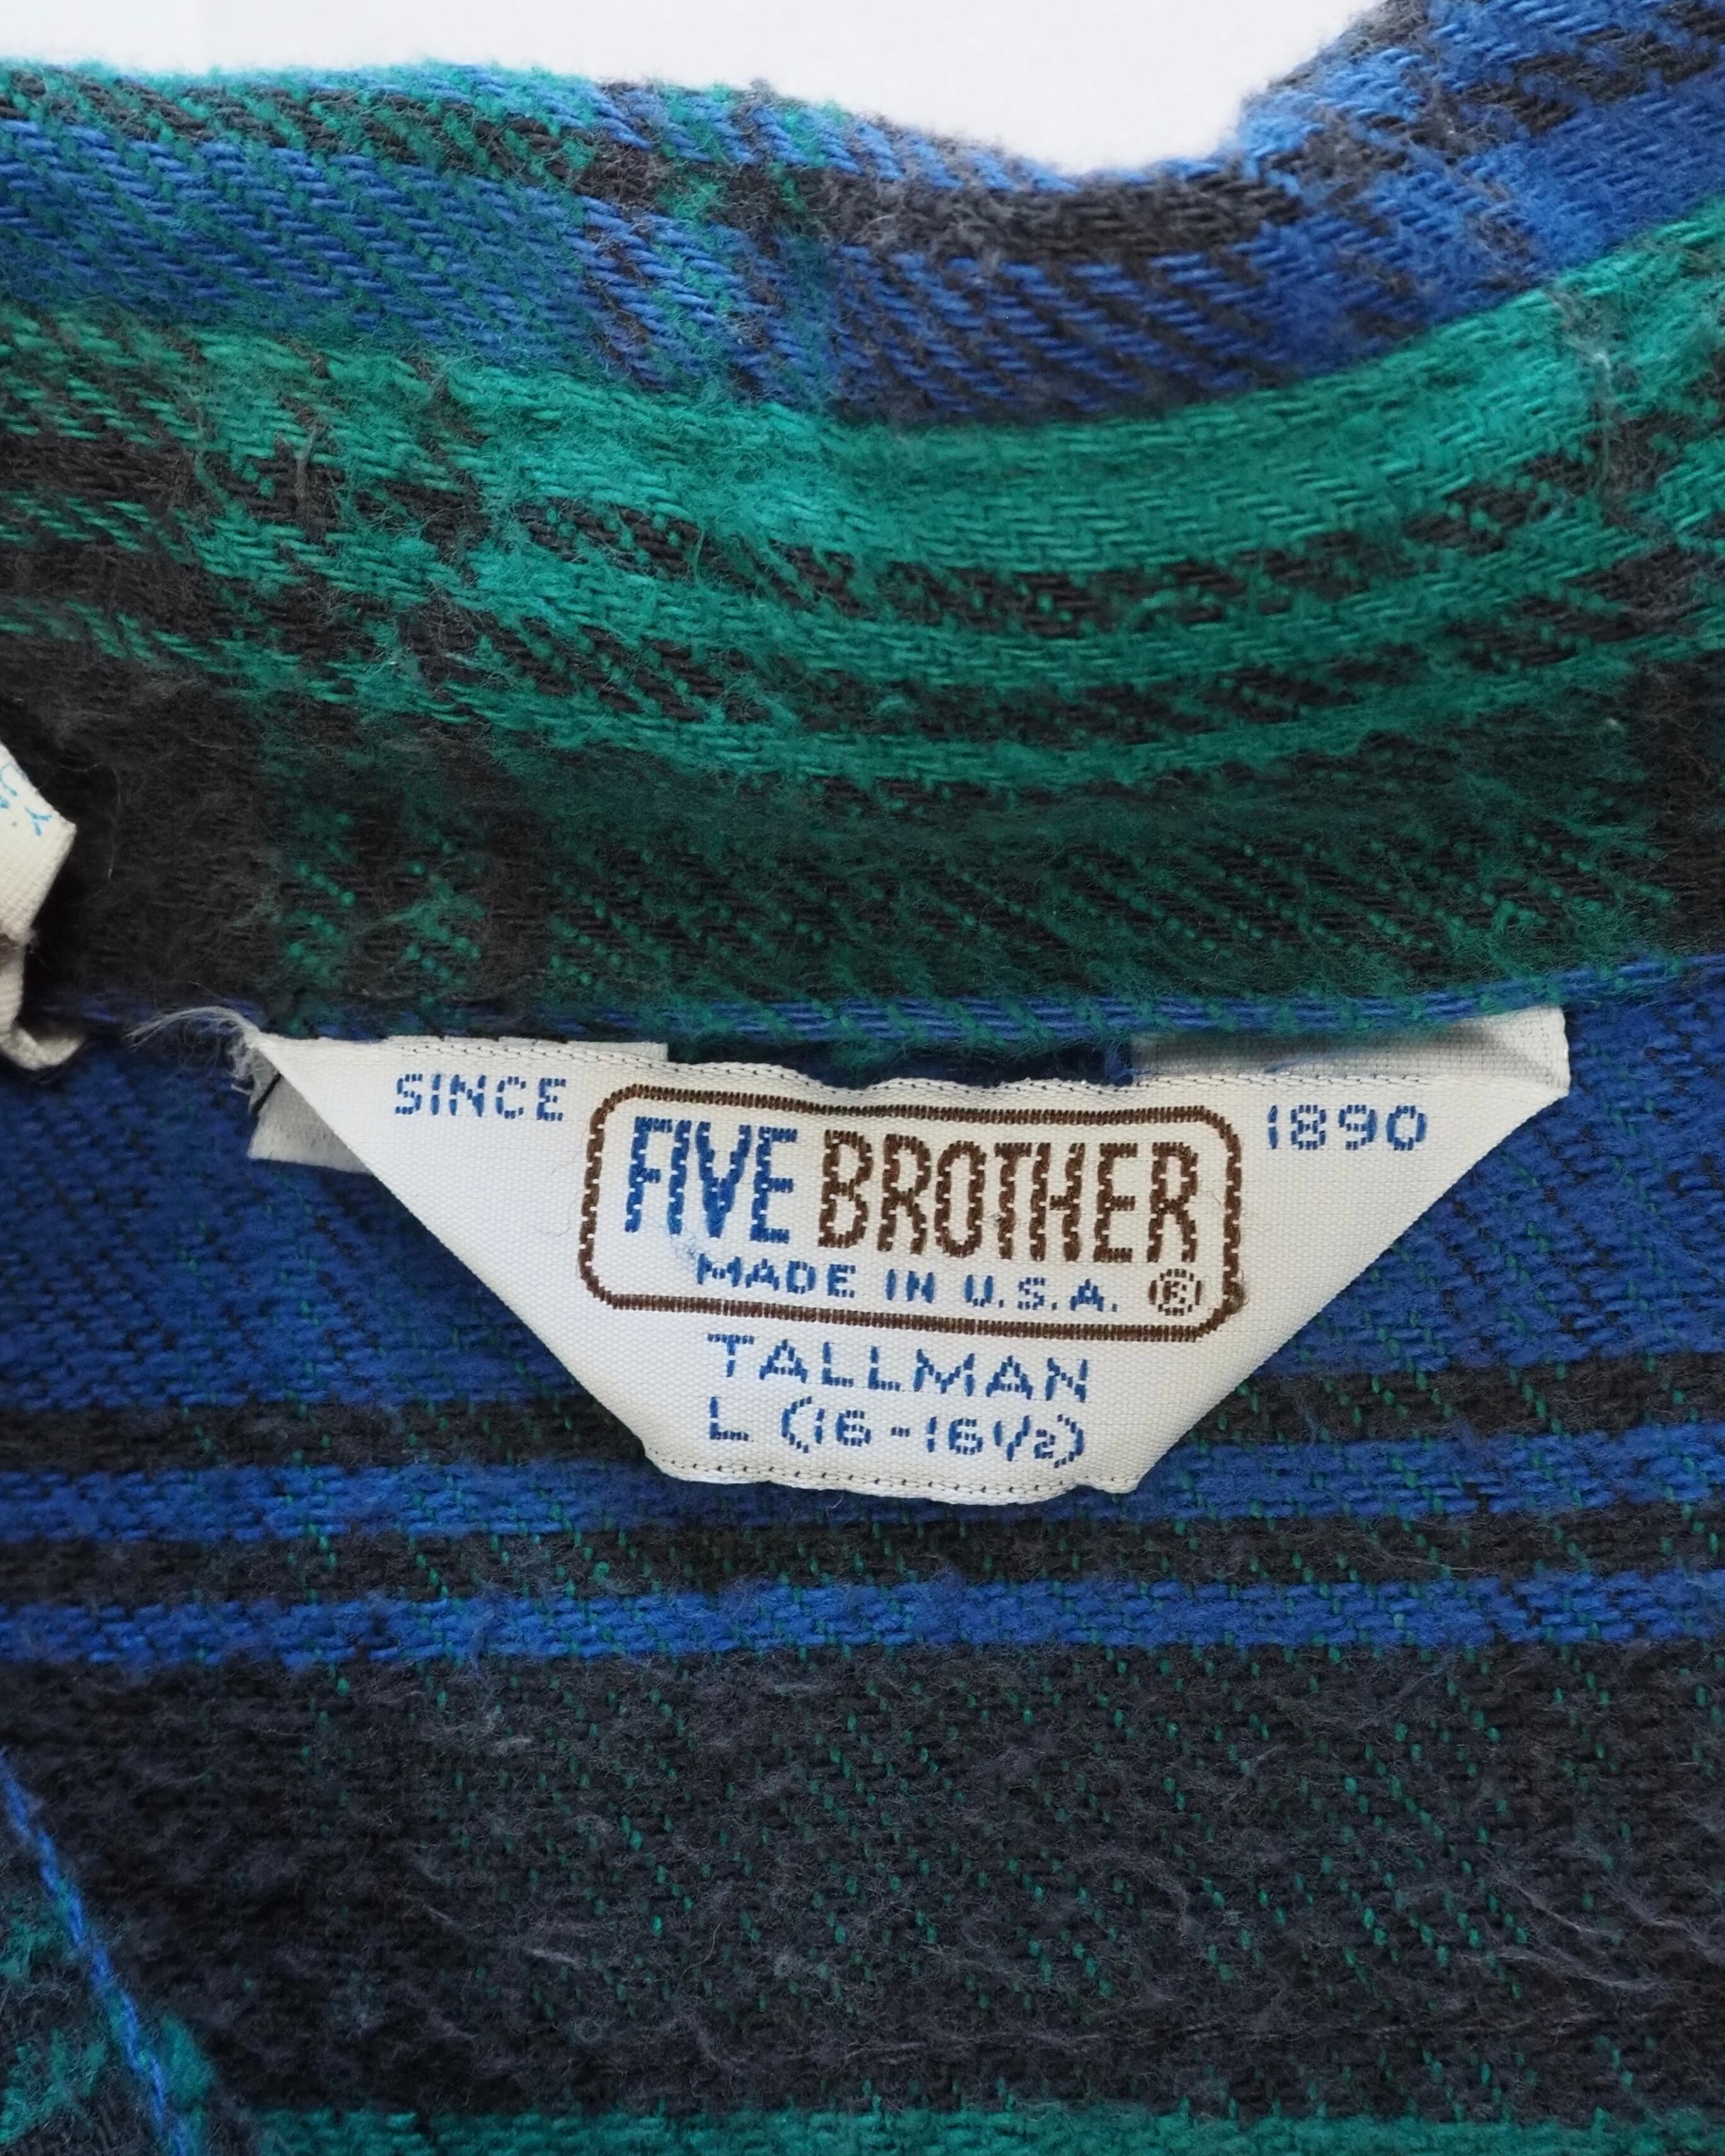 SINCE 1890
FIVE BROTHER
MADE IN U.S.A. ®
TALLMAN
L (16-16½)